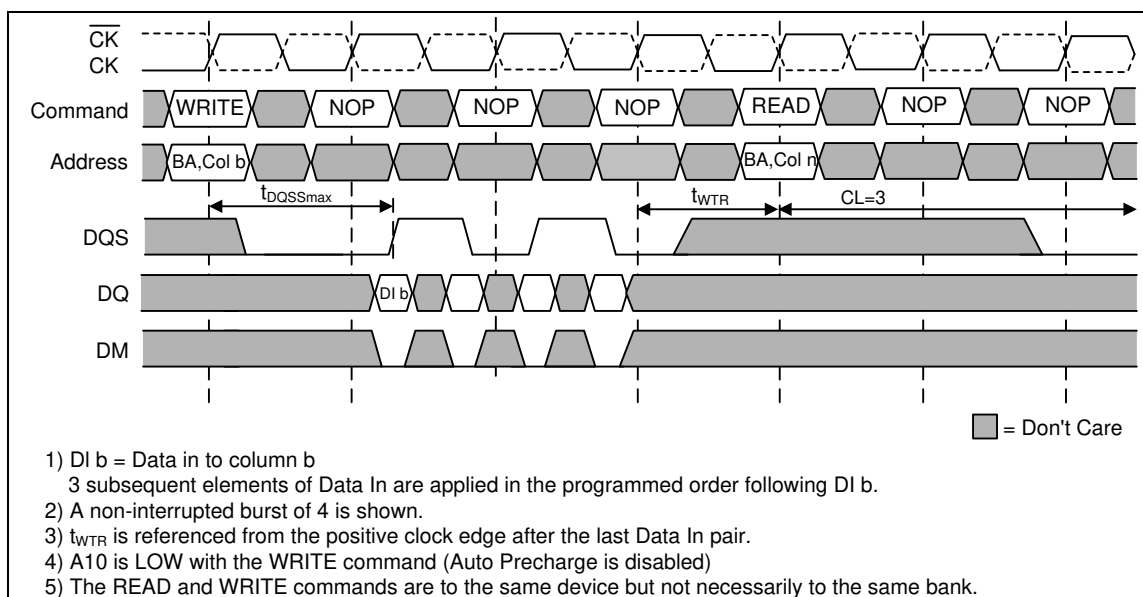 CK
CK
Command WRITE NOP NOP NOP READ NOP NOP
Address BA,Col b BA,Col n
tDQSSmax tWTR CL=3
DQS
DQ DI b
DM
= Don't Care
1) DI b = Data in to column b
3 subsequent elements of Data In are applied in the programmed order following DI b.
2) A non-interrupted burst of 4 is shown.
3) tWTR is referenced from the positive clock edge after the last Data In pair.
4) A10 is LOW with the WRITE command (Auto Precharge is disabled)
5) The READ and WRITE commands are to the same device but not necessarily to the same bank.